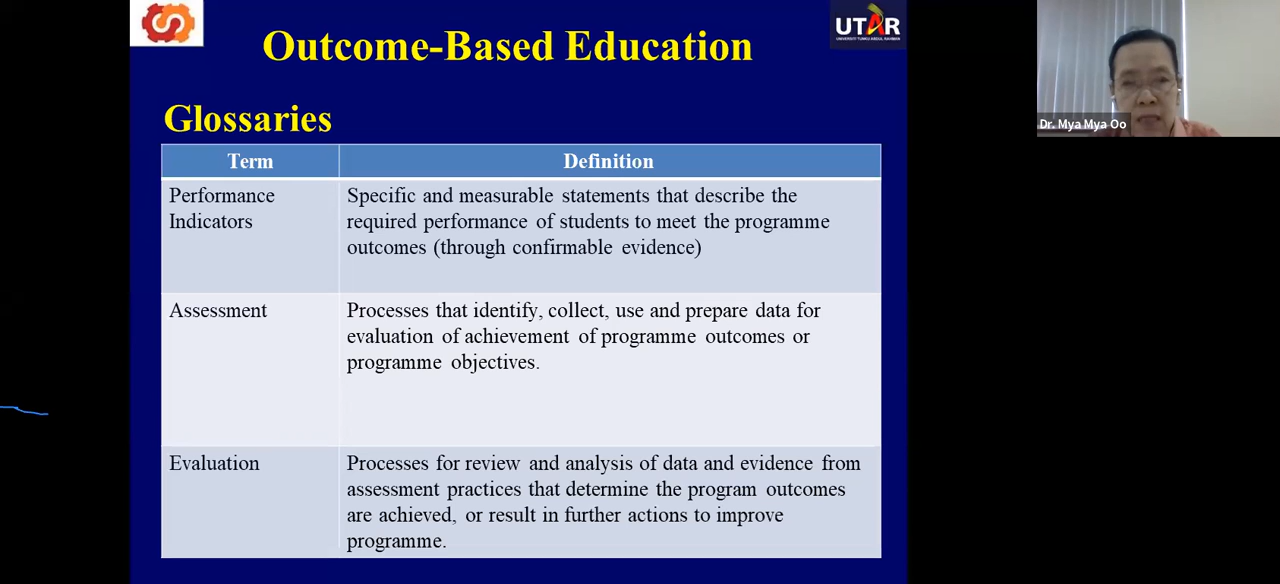 UTAR
UNIVERSITI TUNKU ABDUL RAHMAN
Outcome-Based Education
Dr. Mya Mya Oo
Glossaries
Term
Definition
Performance
Indicators
Specific and measurable statements that describe the
required performance of students to meet the programme
outcomes (through confirmable evidence)
Assessment
Processes that identify, collect, use and prepare data for
evaluation of achievement of programme outcomes or
programme objectives.
Evaluation
Processes for review and analysis of data and evidence from
assessment practices that determine the program outcomes
are achieved, or result in further actions to improve
programme.